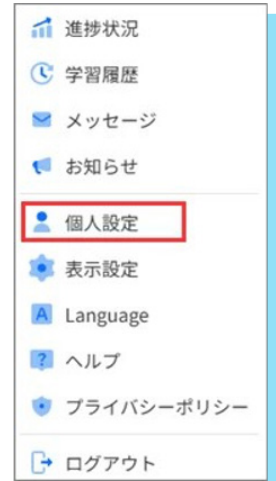 進捗状況
学習履歴
メッセージ
お知らせ
個人設定
表示設定
A Language
? ヘルプ
プライバシーポリシー
ログアウト